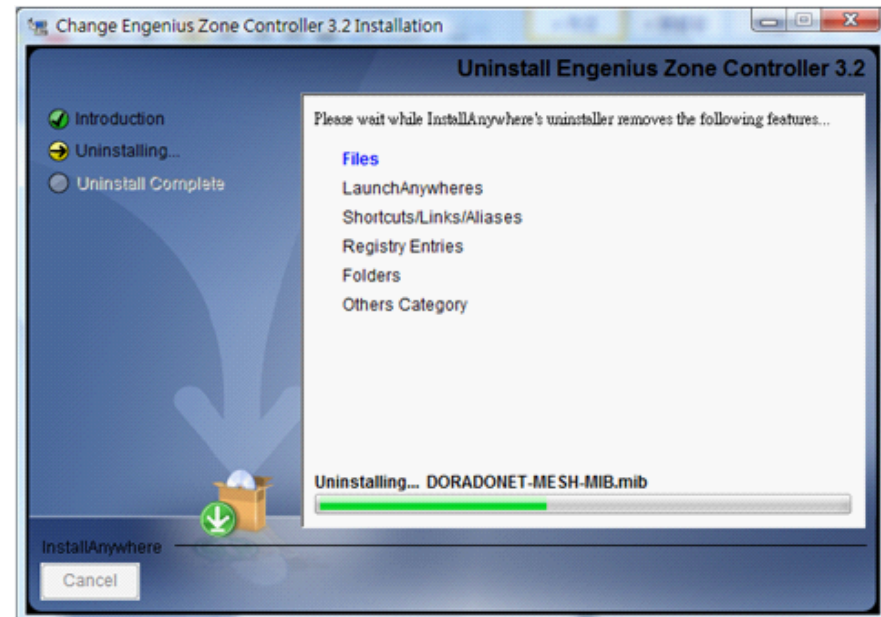 Change Engenius Zone Controller 3.2 Installation
Uninstall Engenius Zone Controller 3.2
Introduction
Uninstalling...
Uninstall Complete
Please wait while InstallAnywhere's uninstaller removes the following features...
Files
LaunchAnywheres
Shortcuts/Links/Aliases
Registry Entries
Folders
Others Category
Uninstalling... DORADONET-MESH-MIB.mib
InstallAnywhere
Cancel